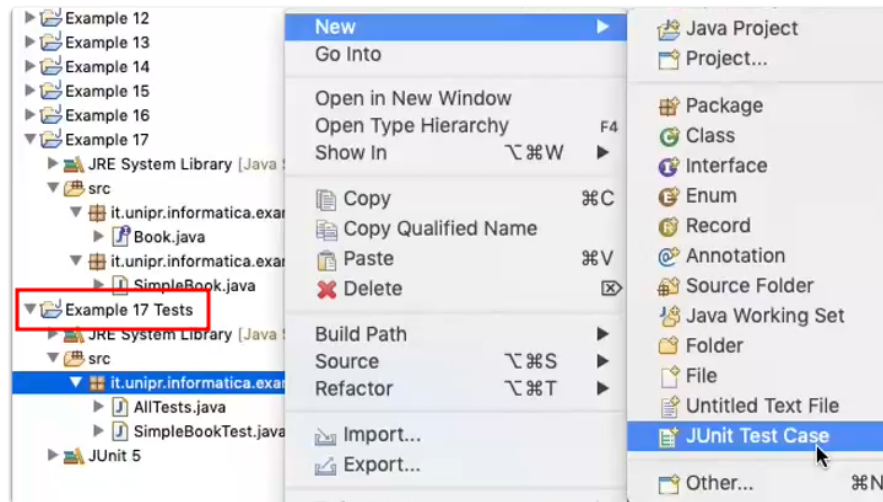 Example 12
Example 13
Example 14
Example 15
Example 16
Example 17
JRE System Library [Java
src
it.unipr.informatica.exa
Book.java
it.unipr.informatica.exa
SimpleBook.java
Example 17 Tests
JRE System Library [Java
src
it.unipr.informatica.exa
AllTests.java
SimpleBookTest.java
JUnit 5
New
Go Into
Open in New Window
Open Type Hierarchy F4
Show In ⌥⌘W
Copy ⌘C
Copy Qualified Name
Paste ⌘V
Delete ⌦
Build Path
Source ⌥⌘S
Refactor ⌥⌘T
Import...
Export...
Java Project
Project...
Package
Class
Interface
Enum
Record
Annotation
Source Folder
Java Working Set
Folder
File
Untitled Text File
JUnit Test Case
Other... ⌘N